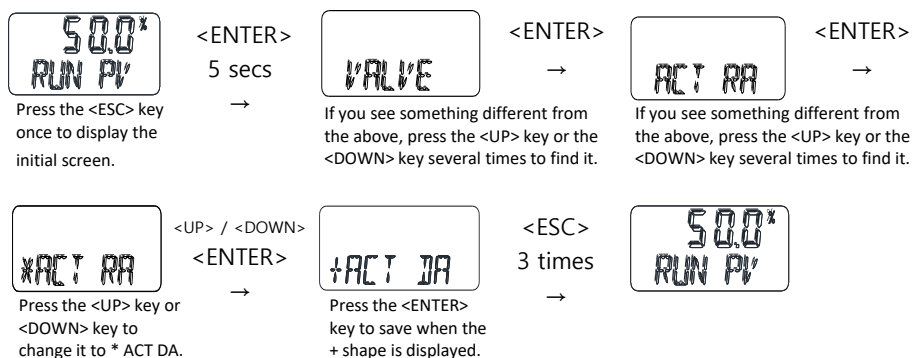 50.0%
RUN PV
Press the <ESC> key
once to display the
initial screen.
<ENTER>
5 secs
→
VALVE
If you see something different from
the above, press the <UP> key or the
<DOWN> key several times to find it.
<ENTER>
→
ACT RA
If you see something different from
the above, press the <UP> key or the
<DOWN> key several times to find it.
<ENTER>
→
*ACT RA
Press the <UP> key or
<DOWN> key to
change it to * ACT DA.
<UP> / <DOWN>
<ENTER>
→
+ACT DA
Press the <ENTER>
key to save when the
+ shape is displayed.
<ESC>
3 times
→
50.0%
RUN PV